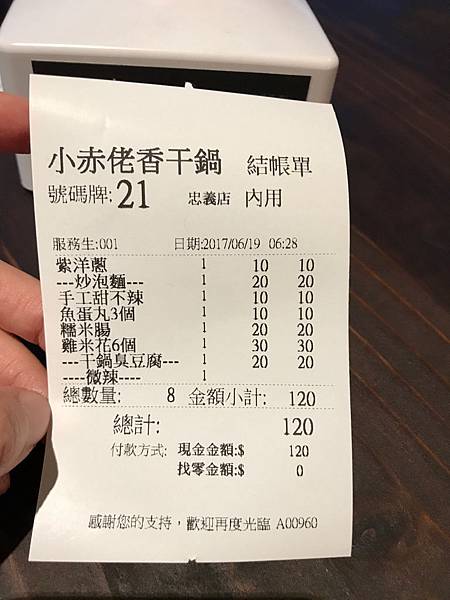 小赤佬香干鍋 結帳單
號碼牌:21 忠義店 內用
服務生:001 日期:2017/06/19 06:28
紫洋蔥 1 10 10
---炒泡麵--- 1 20 20
手工甜不辣 1 10 10
魚蛋丸3個 1 10 10
糯米腸 1 20 20
雞米花6個 1 30 30
---干鍋臭豆腐--- 1 20 20
----微辣---- 1
總數量: 8 金額小計: 120
總計: 120
付款方式: 現金金額:$ 120
找零金額:$ 0
感謝您的支持，歡迎再度光臨 A00960